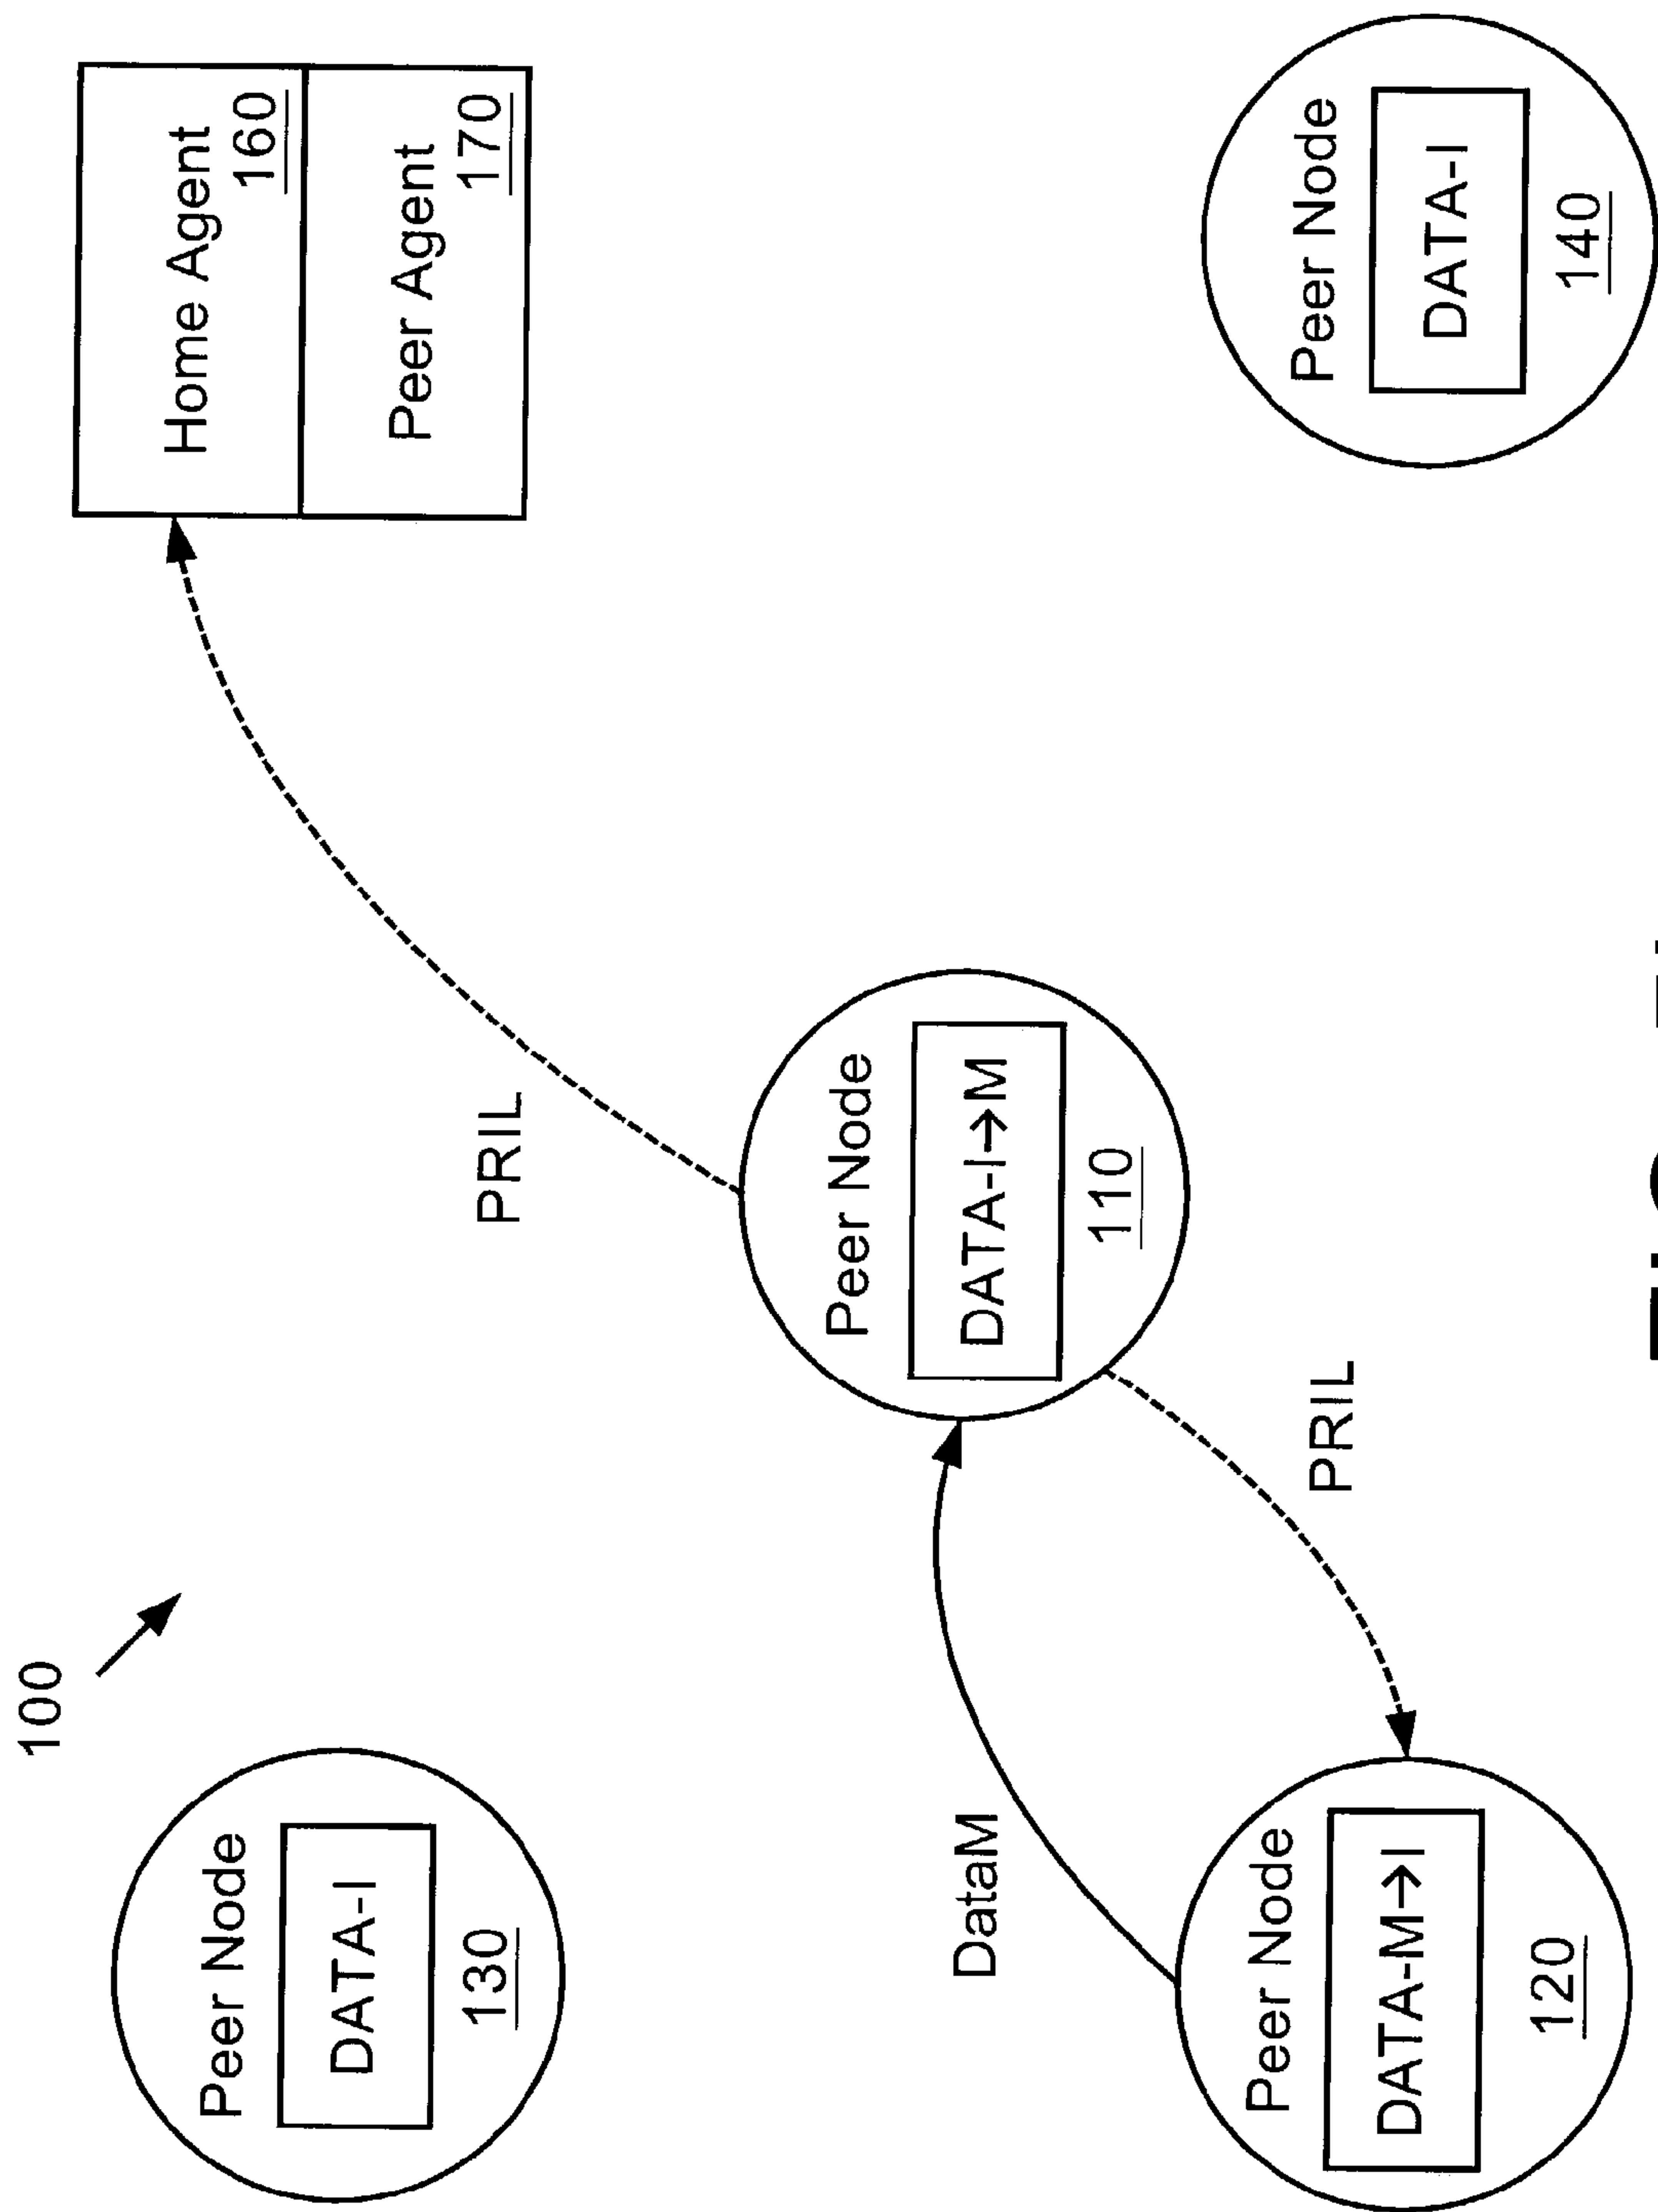 100
Peer Node
DATA-I
130
Home Agent
160
Peer Agent
170
PRIL
Peer Node
DATA-I→M
110
DataM
PRIL
Peer Node
DATA-M→I
120
Peer Node
DATA-I
140